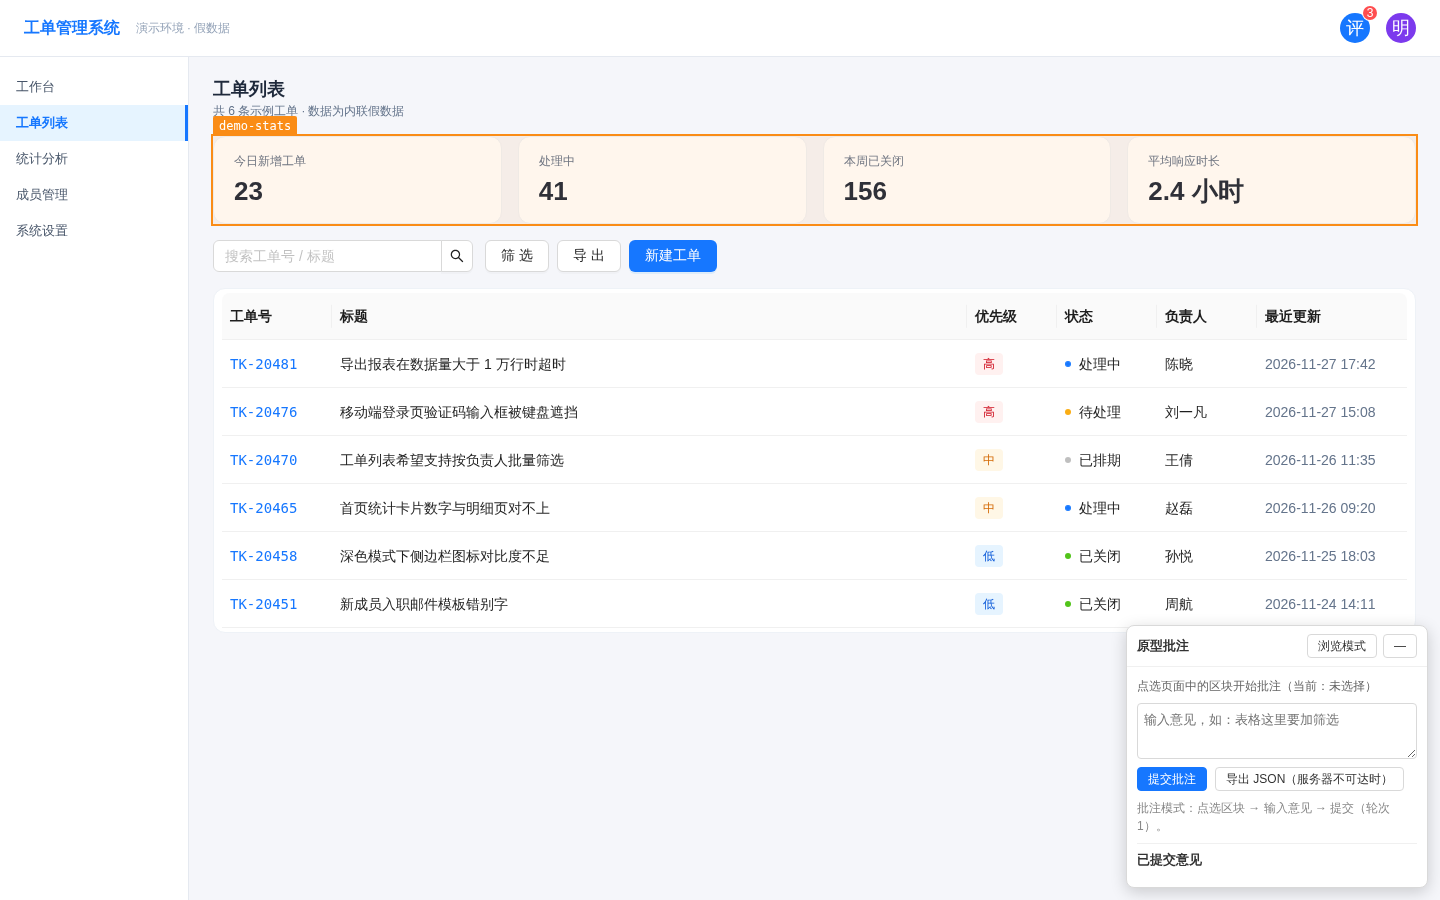 工单管理系统 演示环境 · 假数据 评 3 明
工作台
工单列表
统计分析
成员管理
系统设置
工单列表
共 6 条示例工单 · 数据为内联假数据
demo-stats
今日新增工单 处理中 本周已关闭 平均响应时长
23 41 156 2.4 小时
搜索工单号 / 标题 筛 选 导 出 新建工单
工单号 标题 优先级 状态 负责人 最近更新
TK-20481 导出报表在数据量大于 1 万行时超时 高 处理中 陈晓 2026-11-27 17:42
TK-20476 移动端登录页验证码输入框被键盘遮挡 高 待处理 刘一凡 2026-11-27 15:08
TK-20470 工单列表希望支持按负责人批量筛选 中 已排期 王倩 2026-11-26 11:35
TK-20465 首页统计卡片数字与明细页对不上 中 处理中 赵磊 2026-11-26 09:20
TK-20458 深色模式下侧边栏图标对比度不足 低 已关闭 孙悦 2026-11-25 18:03
TK-20451 新成员入职邮件模板错别字 低 已关闭 周航 2026-11-24 14:11
原型批注 浏览模式 —
点选页面中的区块开始批注（当前：未选择）
输入意见，如：表格这里要加筛选
提交批注 导出 JSON（服务器不可达时）
批注模式：点选区块 → 输入意见 → 提交（轮次
1）。
已提交意见